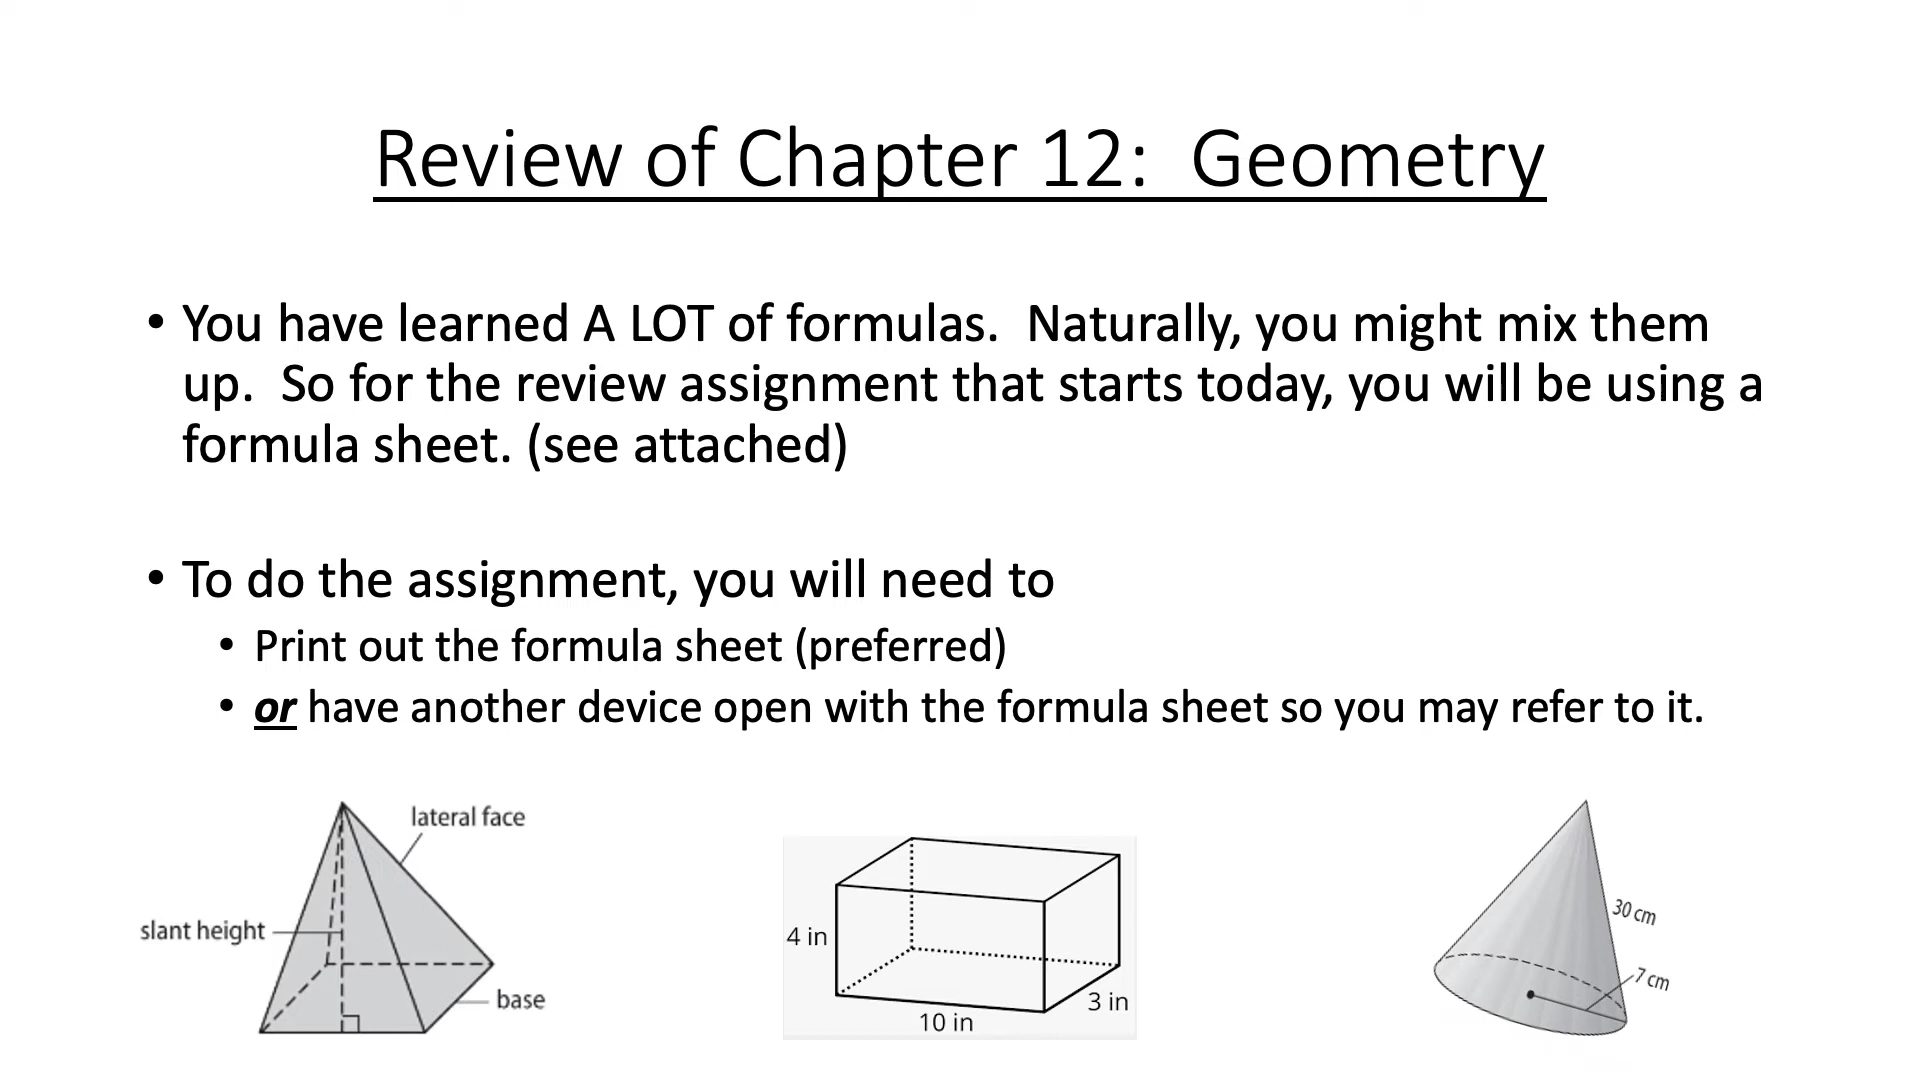 Review of Chapter 12:  Geometry
• You have learned A LOT of formulas.  Naturally, you might mix them
up.  So for the review assignment that starts today, you will be using a
formula sheet. (see attached)
• To do the assignment, you will need to
• Print out the formula sheet (preferred)
• or have another device open with the formula sheet so you may refer to it.
lateral face
slant height
base
4 in
10 in
3 in
30 cm
7 cm